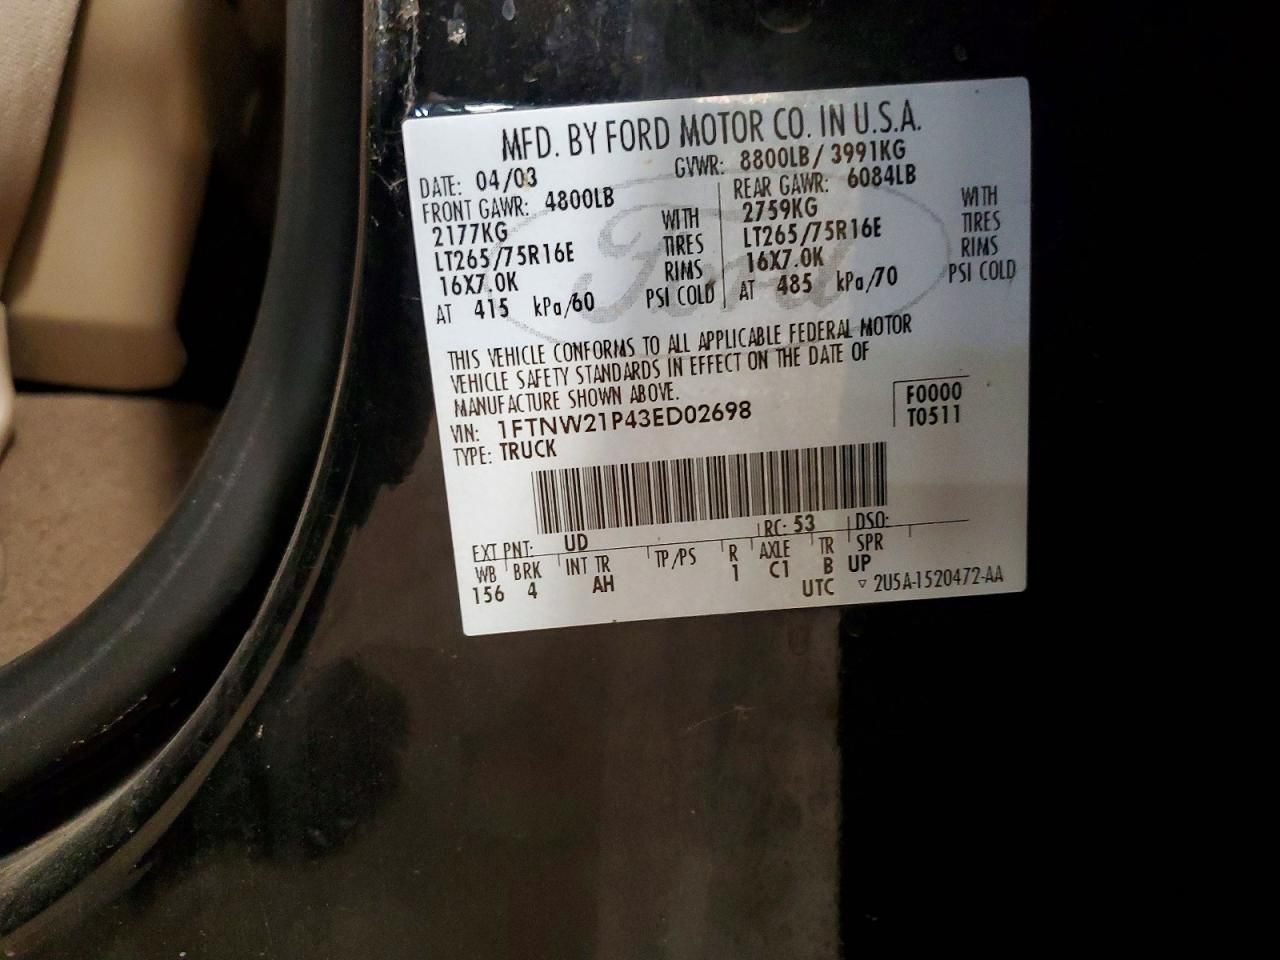 MFD. BY FORD MOTOR CO. IN U.S.A.
DATE: 04/03 GVWR: 8800LB/ 3991KG
FRONT GAWR: 4800LB REAR GAWR: 6084LB
2177KG WITH 2759KG WITH
LT265/75R16E TIRES LT265/75R16E TIRES
16X7.0K RIMS 16X7.0K RIMS
AT 415 kPa/60 PSI COLD AT 485 kPa/70 PSI COLD
Ford
THIS VEHICLE CONFORMS TO ALL APPLICABLE FEDERAL MOTOR
VEHICLE SAFETY STANDARDS IN EFFECT ON THE DATE OF
MANUFACTURE SHOWN ABOVE.
VIN: 1FTNW21P43ED02698 F0000
TYPE: TRUCK T0511
EXT PNT: UD RC: 53 DSO:
WB BRK INT TR TP/PS R AXLE TR SPR
156 4 AH 1 C1 B UP
UTC ▽ 2U5A-1520472-AA